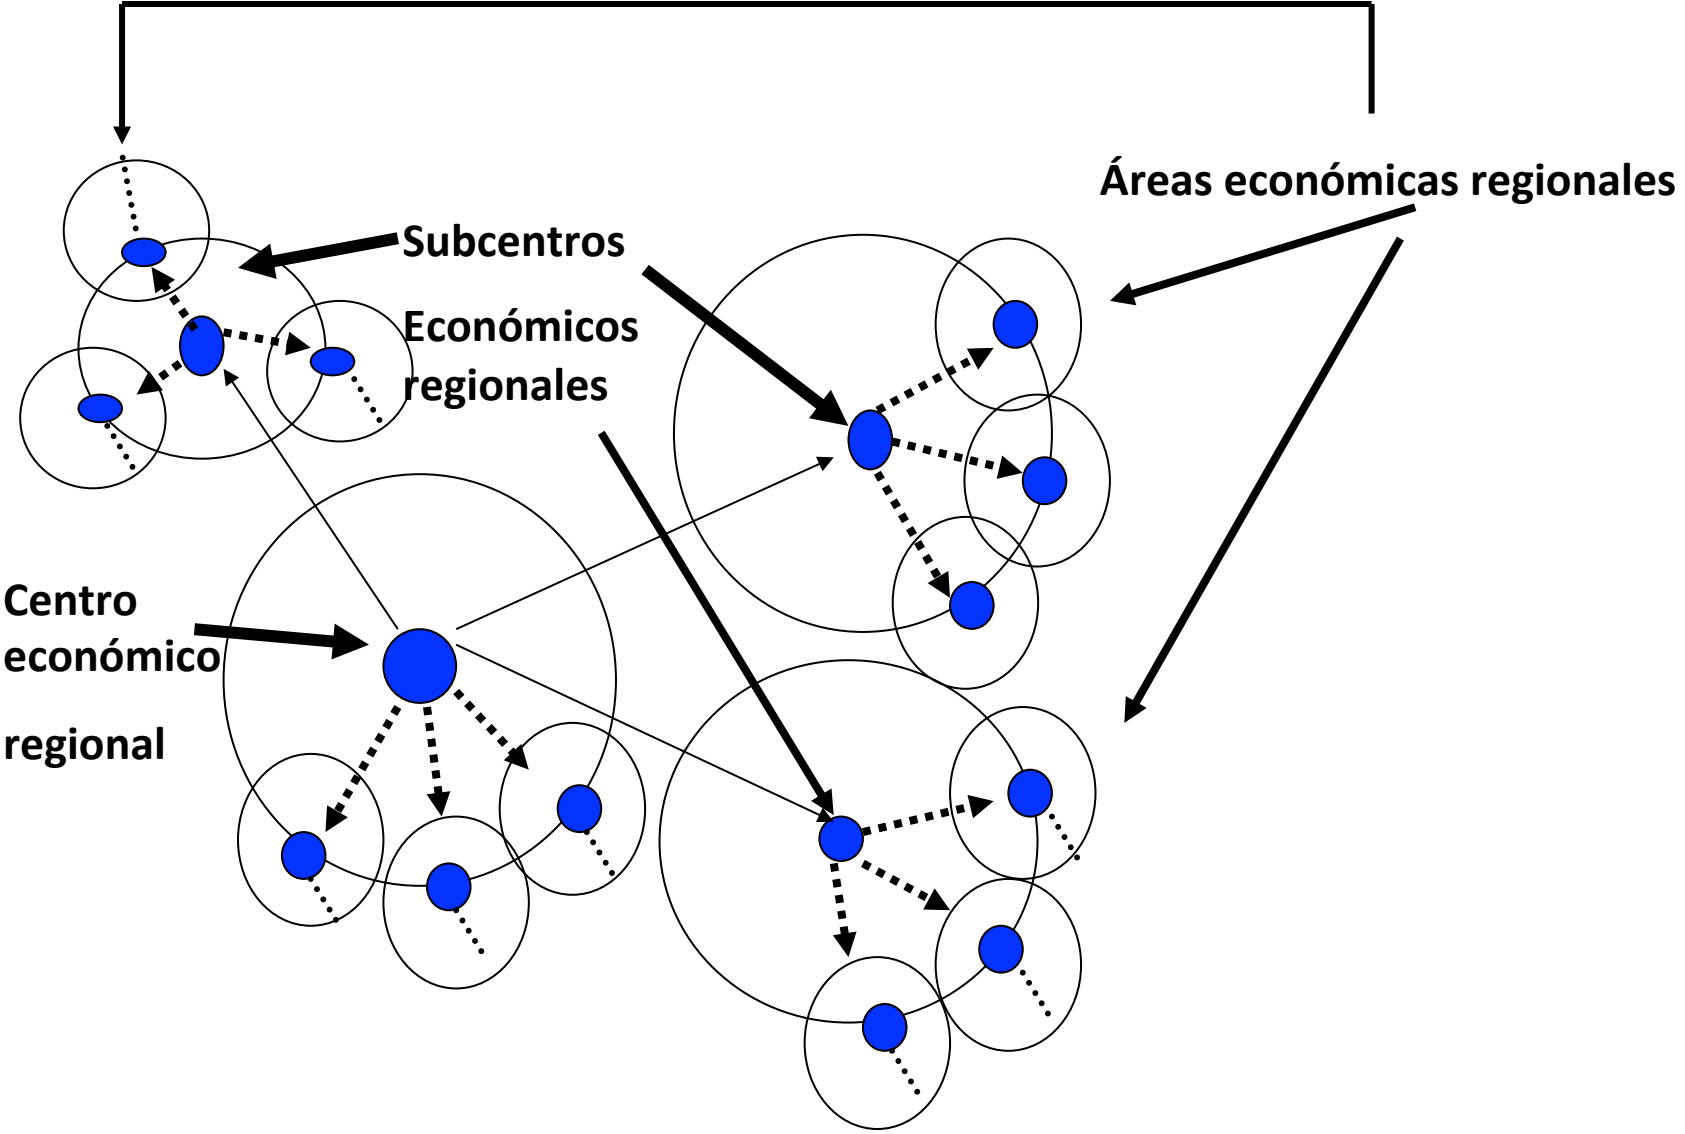 Áreas económicas regionales
Subcentros
Económicos
regionales
Centro
económico
regional